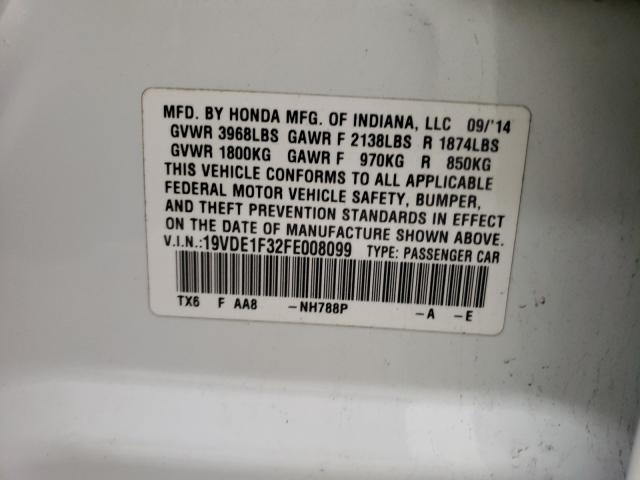 MFD. BY HONDA MFG. OF INDIANA, LLC 09/'14
GVWR 3968LBS GAWR F 2138LBS R 1874LBS
GVWR 1800KG GAWR F 970KG R 850KG
THIS VEHICLE CONFORMS TO ALL APPLICABLE
FEDERAL MOTOR VEHICLE SAFETY, BUMPER,
AND THEFT PREVENTION STANDARDS IN EFFECT
ON THE DATE OF MANUFACTURE SHOWN ABOVE.
V.I.N.:19VDE1F32FE008099 TYPE: PASSENGER CAR
TX6 F AA8 -NH788P -A -E